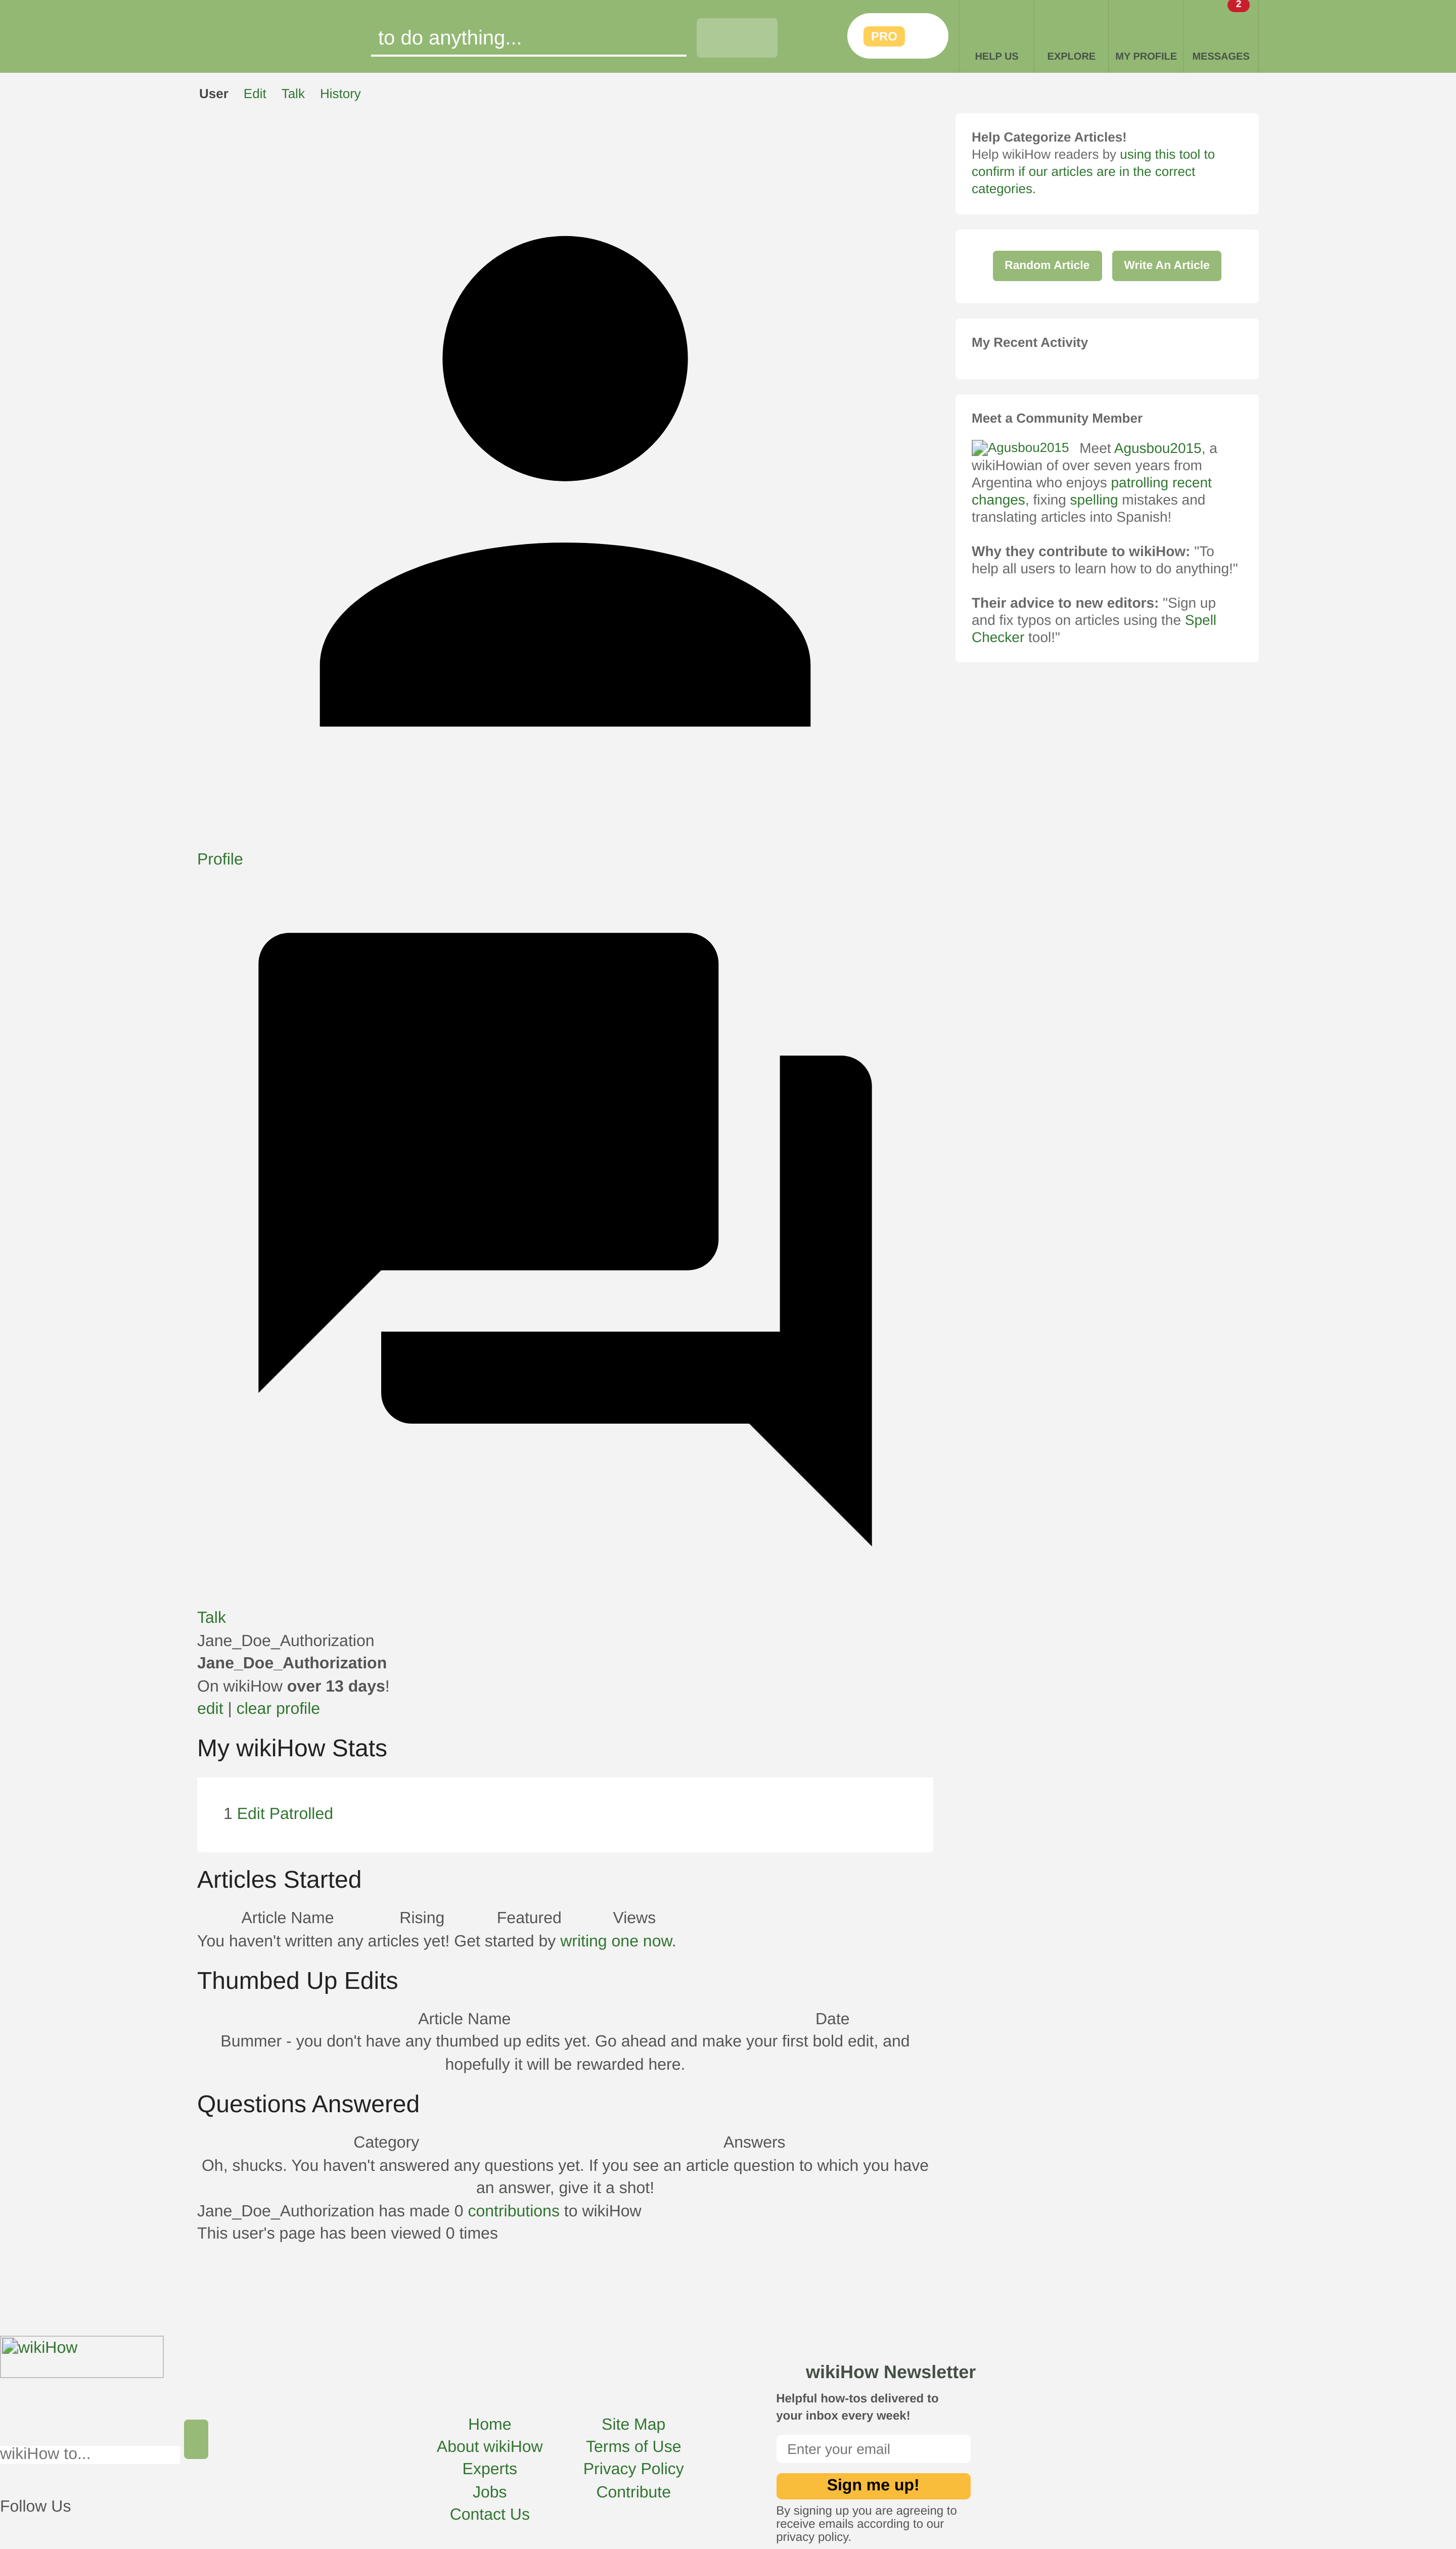 to do anything...
PRO
HELP US
EXPLORE
MY PROFILE
2
MESSAGES
User Edit Talk History
Help Categorize Articles!
Help wikiHow readers by using this tool to
confirm if our articles are in the correct
categories.
Random Article Write An Article
My Recent Activity
Meet a Community Member
Agusbou2015 Meet Agusbou2015, a
wikiHowian of over seven years from
Argentina who enjoys patrolling recent
changes, fixing spelling mistakes and
translating articles into Spanish!
Why they contribute to wikiHow: "To
help all users to learn how to do anything!"
Their advice to new editors: "Sign up
and fix typos on articles using the Spell
Checker tool!"
Profile
Talk
Jane_Doe_Authorization
Jane_Doe_Authorization
On wikiHow over 13 days!
edit | clear profile
My wikiHow Stats
1 Edit Patrolled
Articles Started
Article Name Rising Featured Views
You haven't written any articles yet! Get started by writing one now.
Thumbed Up Edits
Article Name Date
Bummer - you don't have any thumbed up edits yet. Go ahead and make your first bold edit, and
hopefully it will be rewarded here.
Questions Answered
Category Answers
Oh, shucks. You haven't answered any questions yet. If you see an article question to which you have
an answer, give it a shot!
Jane_Doe_Authorization has made 0 contributions to wikiHow
This user's page has been viewed 0 times
wikiHow
wikiHow to...
Follow Us
Home
About wikiHow
Experts
Jobs
Contact Us
Site Map
Terms of Use
Privacy Policy
Contribute
wikiHow Newsletter
Helpful how-tos delivered to
your inbox every week!
Enter your email
Sign me up!
By signing up you are agreeing to
receive emails according to our
privacy policy.